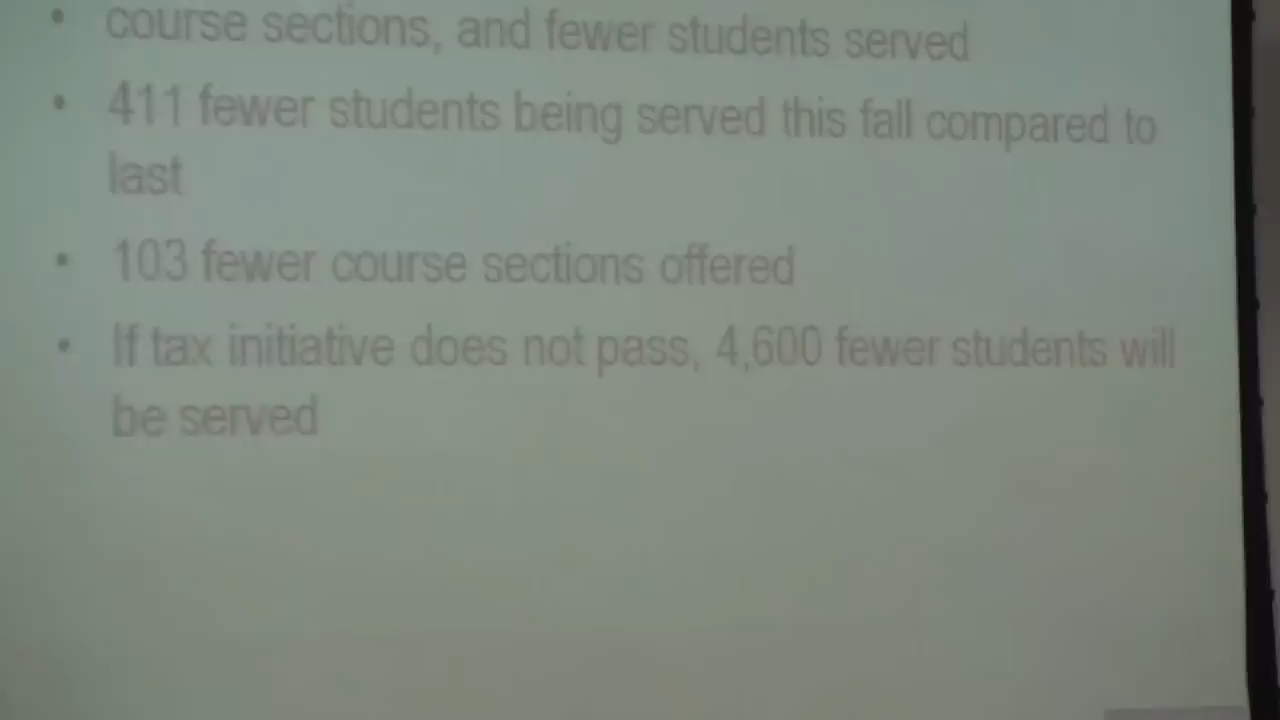 • course sections, and fewer students served
• 411 fewer students being served this fall compared to
last
• 103 fewer course sections offered
• If tax initiative does not pass, 4,600 fewer students will
be served